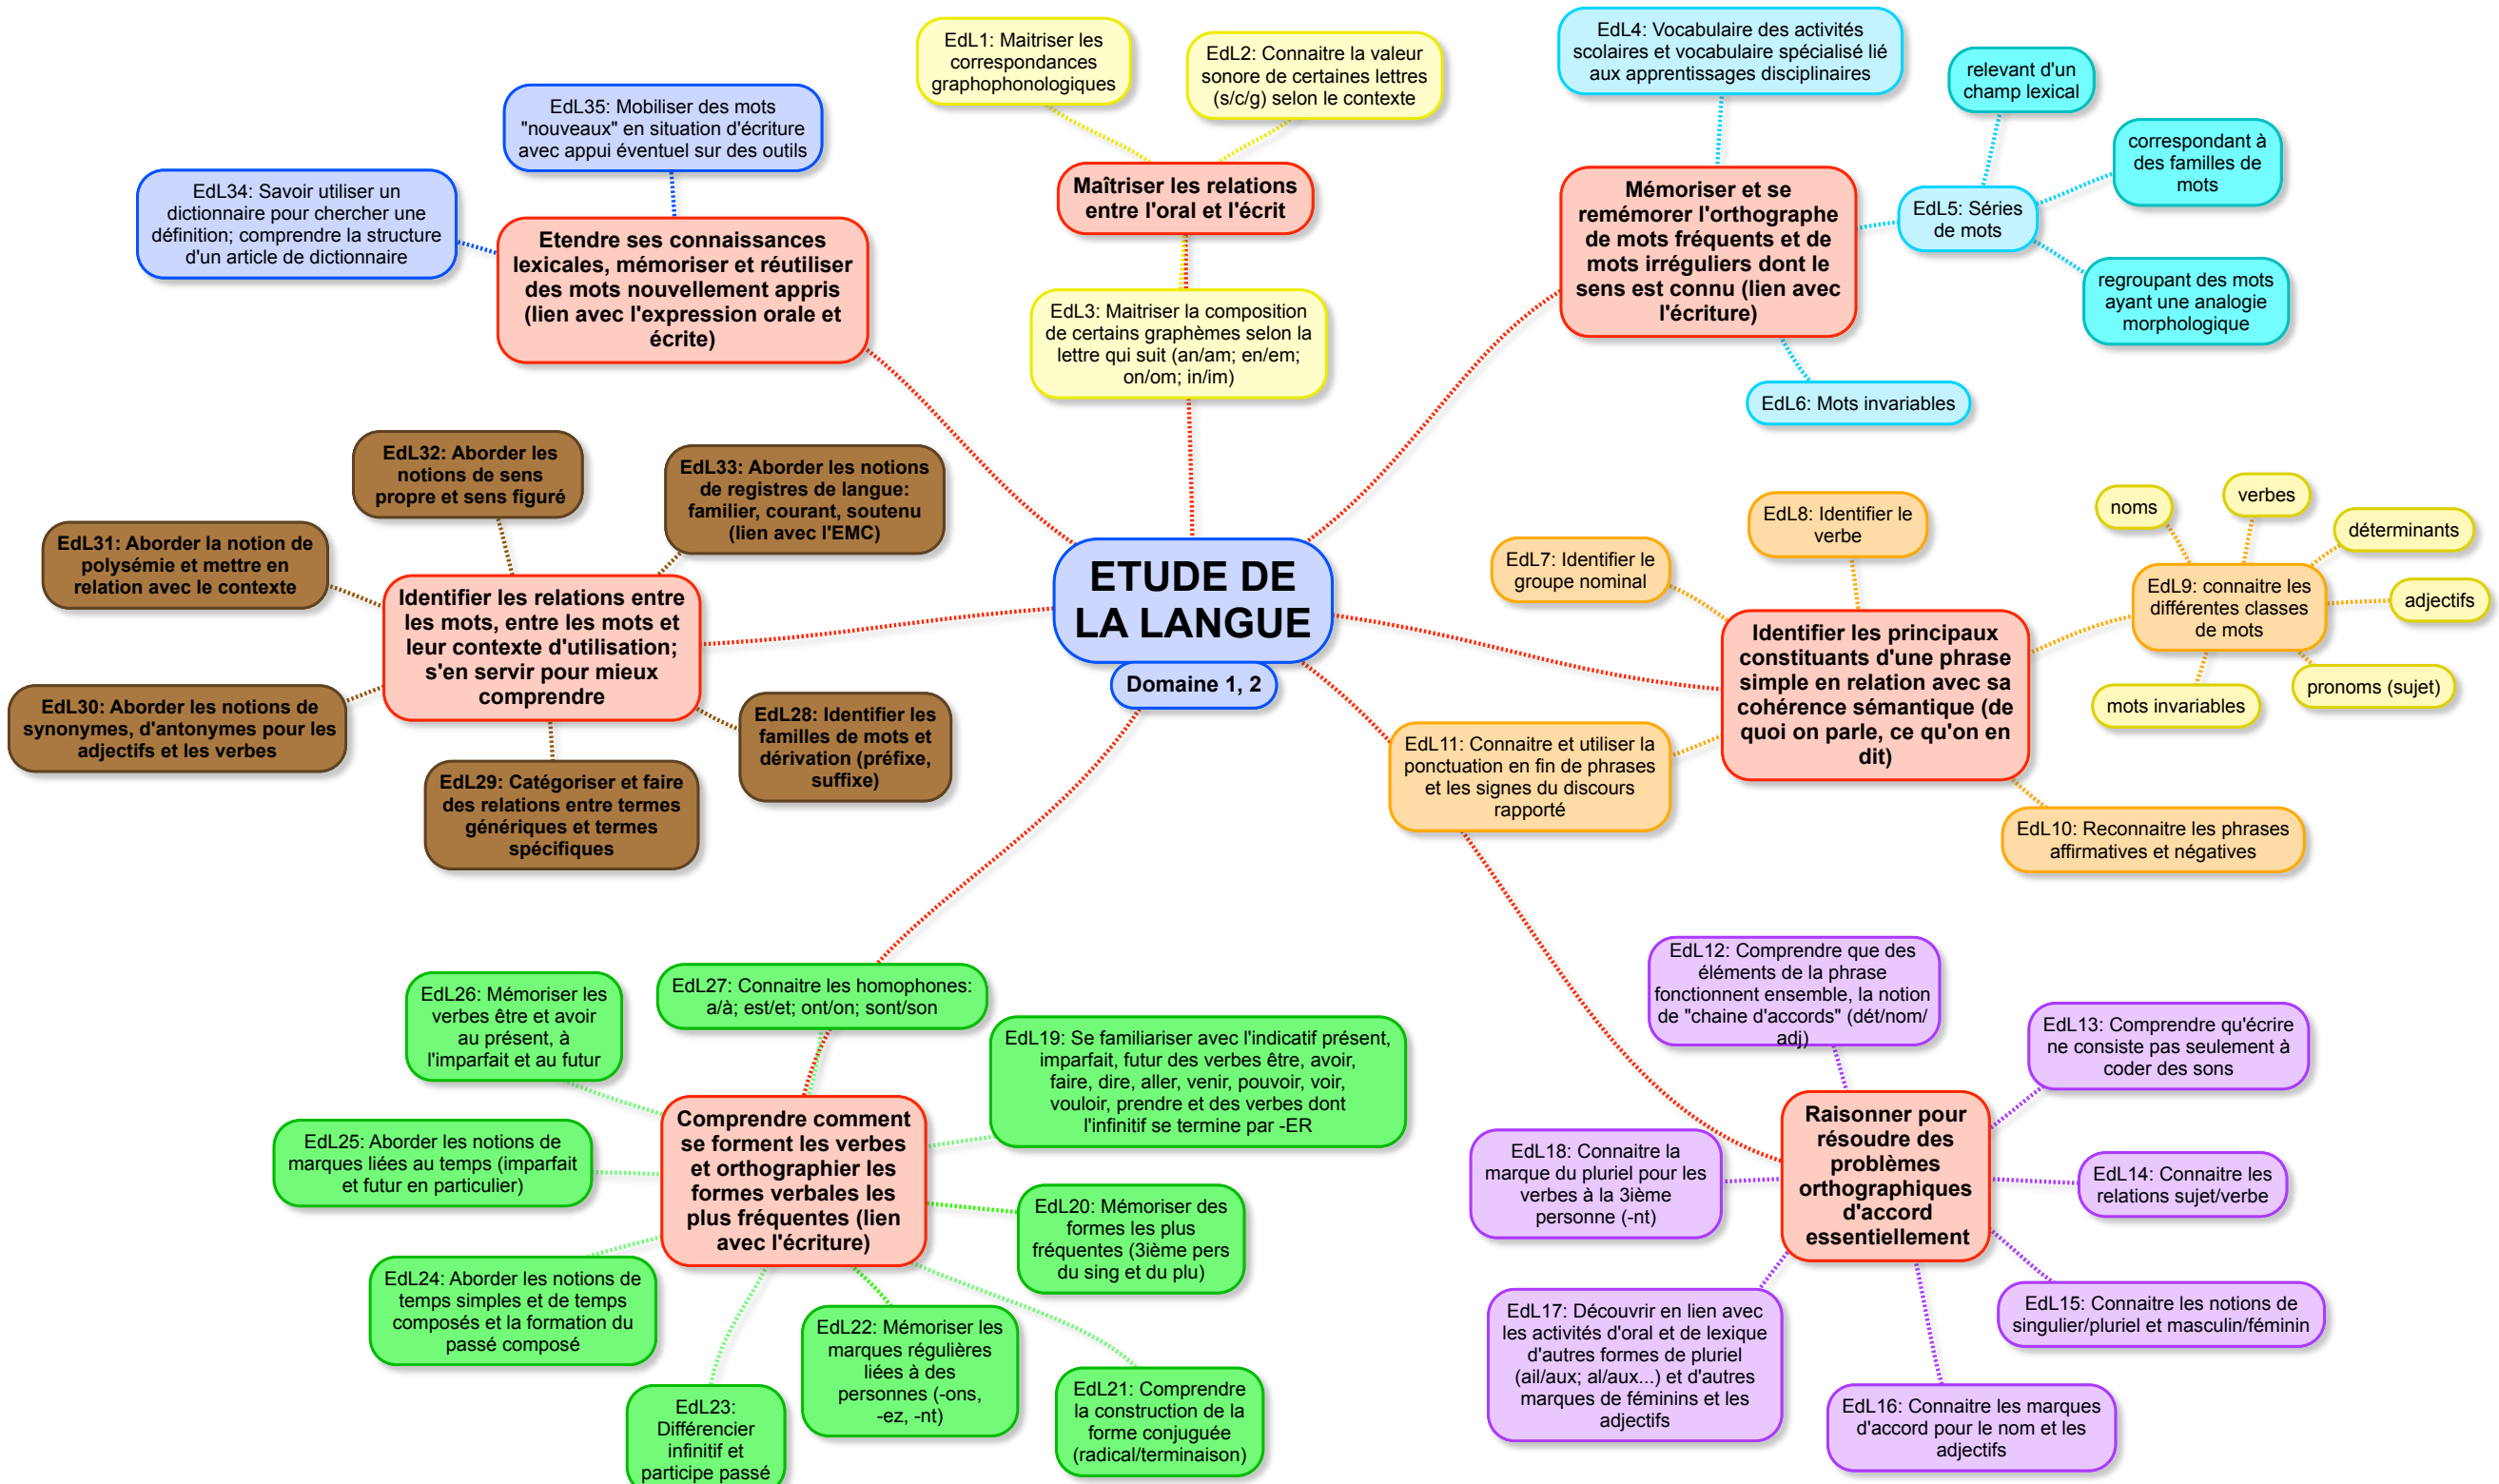 ETUDE DE
LA LANGUE
Domaine 1, 2
Maîtriser les relations
entre l'oral et l'écrit
EdL1: Maitriser les
correspondances
graphophonologiques
EdL2: Connaitre la valeur
sonore de certaines lettres
(s/c/g) selon le contexte
EdL3: Maitriser la composition
de certains graphèmes selon la
lettre qui suit (an/am; en/em;
on/om; in/im)
Mémoriser et se
remémorer l'orthographe
de mots fréquents et de
mots irréguliers dont le
sens est connu (lien avec
l'écriture)
EdL4: Vocabulaire des activités
scolaires et vocabulaire spécialisé lié
aux apprentissages disciplinaires
EdL5: Séries
de mots
relevant d'un
champ lexical
correspondant à
des familles de
mots
regroupant des mots
ayant une analogie
morphologique
EdL6: Mots invariables
Identifier les principaux
constituants d'une phrase
simple en relation avec sa
cohérence sémantique (de
quoi on parle, ce qu'on en
dit)
EdL7: Identifier le
groupe nominal
EdL8: Identifier le
verbe
EdL9: connaitre les
différentes classes
de mots
noms
verbes
déterminants
adjectifs
pronoms (sujet)
mots invariables
EdL10: Reconnaitre les phrases
affirmatives et négatives
EdL11: Connaitre et utiliser la
ponctuation en fin de phrases
et les signes du discours
rapporté
Raisonner pour
résoudre des
problèmes
orthographiques
d'accord
essentiellement
EdL12: Comprendre que des
éléments de la phrase
fonctionnent ensemble, la notion
de "chaine d'accords" (dét/nom/
adj)
EdL13: Comprendre qu'écrire
ne consiste pas seulement à
coder des sons
EdL14: Connaitre les
relations sujet/verbe
EdL15: Connaitre les notions de
singulier/pluriel et masculin/féminin
EdL16: Connaitre les marques
d'accord pour le nom et les
adjectifs
EdL17: Découvrir en lien avec
les activités d'oral et de lexique
d'autres formes de pluriel
(ail/aux; al/aux...) et d'autres
marques de féminins et les
adjectifs
EdL18: Connaitre la
marque du pluriel pour les
verbes à la 3ième
personne (-nt)
Comprendre comment
se forment les verbes
et orthographier les
formes verbales les
plus fréquentes (lien
avec l'écriture)
EdL19: Se familiariser avec l'indicatif présent,
imparfait, futur des verbes être, avoir,
faire, dire, aller, venir, pouvoir, voir,
vouloir, prendre et des verbes dont
l'infinitif se termine par -ER
EdL20: Mémoriser des
formes les plus
fréquentes (3ième pers
du sing et du plu)
EdL21: Comprendre
la construction de la
forme conjuguée
(radical/terminaison)
EdL22: Mémoriser les
marques régulières
liées à des
personnes (-ons,
-ez, -nt)
EdL23:
Différencier
infinitif et
participe passé
EdL24: Aborder les notions de
temps simples et de temps
composés et la formation du
passé composé
EdL25: Aborder les notions de
marques liées au temps (imparfait
et futur en particulier)
EdL26: Mémoriser les
verbes être et avoir
au présent, à
l'imparfait et au futur
EdL27: Connaitre les homophones:
a/à; est/et; ont/on; sont/son
Identifier les relations entre
les mots, entre les mots et
leur contexte d'utilisation;
s'en servir pour mieux
comprendre
EdL28: Identifier les
familles de mots et
dérivation (préfixe,
suffixe)
EdL29: Catégoriser et faire
des relations entre termes
génériques et termes
spécifiques
EdL30: Aborder les notions de
synonymes, d'antonymes pour les
adjectifs et les verbes
EdL31: Aborder la notion de
polysémie et mettre en
relation avec le contexte
EdL32: Aborder les
notions de sens
propre et sens figuré
EdL33: Aborder les notions
de registres de langue:
familier, courant, soutenu
(lien avec l'EMC)
Etendre ses connaissances
lexicales, mémoriser et réutiliser
des mots nouvellement appris
(lien avec l'expression orale et
écrite)
EdL34: Savoir utiliser un
dictionnaire pour chercher une
définition; comprendre la structure
d'un article de dictionnaire
EdL35: Mobiliser des mots
"nouveaux" en situation d'écriture
avec appui éventuel sur des outils